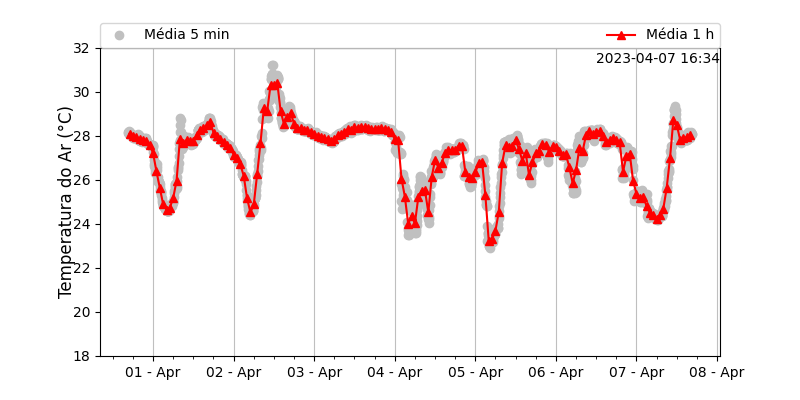 Média 5 min
Média 1 h
2023-04-07 16:34
Temperatura do Ar (°C)
32
30
28
26
24
22
20
18
01 - Apr
02 - Apr
03 - Apr
04 - Apr
05 - Apr
06 - Apr
07 - Apr
08 - Apr